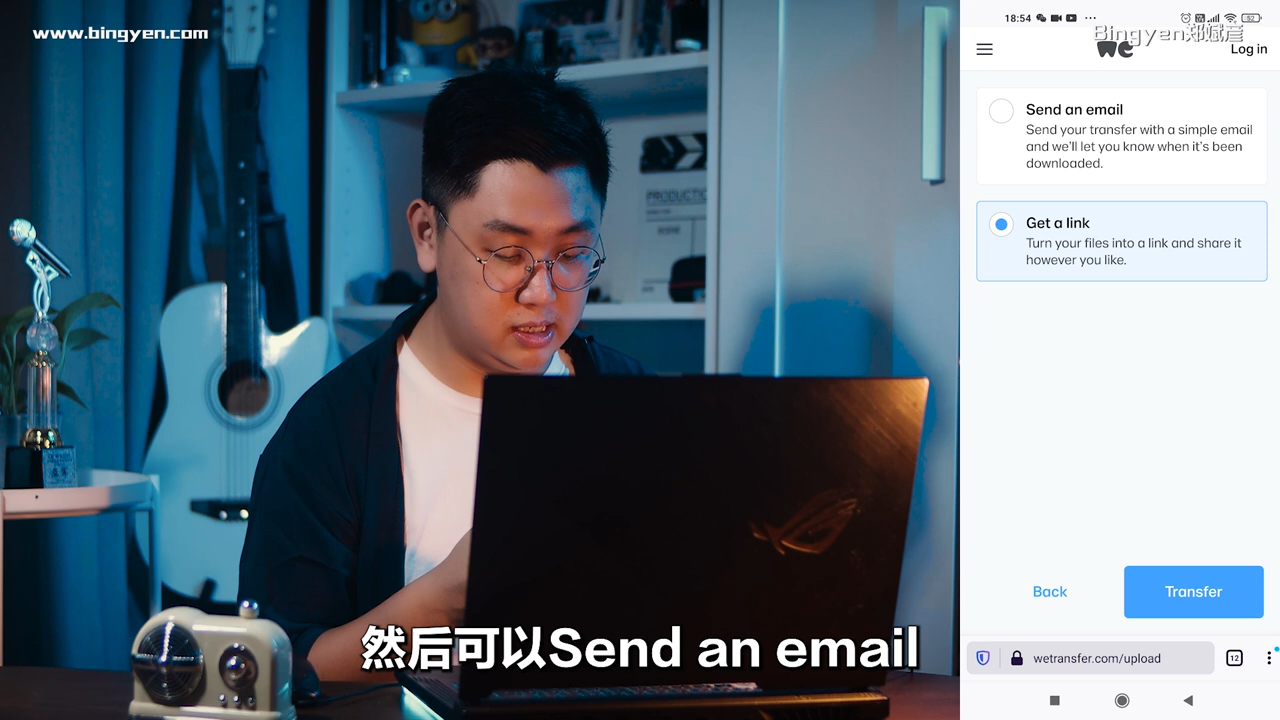 www.bingyen.com
PRODUCTIO
然后可以Send an email
18:54
52
Bingyen郑斌彦
Log in
Send an email
Send your transfer with a simple email
and we'll let you know when it's been
downloaded.
Get a link
Turn your files into a link and share it
however you like.
Back
Transfer
wetransfer.com/upload
12